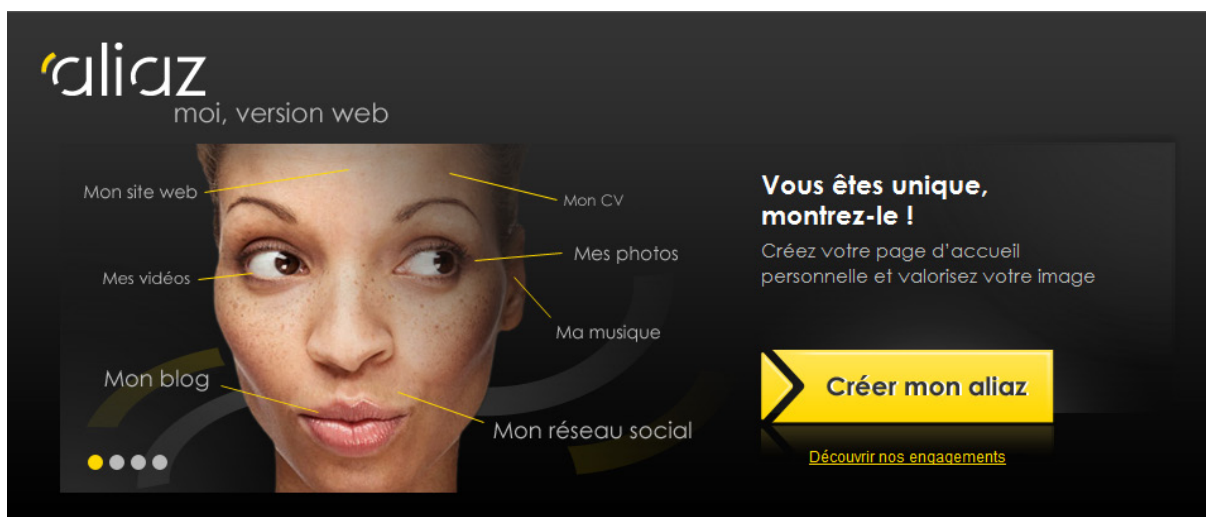 aliaz
moi, version web
Mon site web
Mon CV
Mes photos
Mes vidéos
Ma musique
Mon blog
Mon réseau social
Vous êtes unique,
montrez-le !
Créez votre page d'accueil
personnelle et valorisez votre image
Créer mon aliaz
Découvrir nos engagements